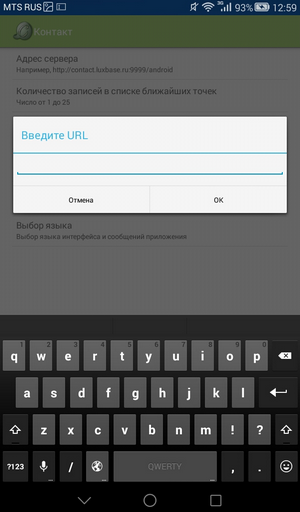 MTS RUS 3G 93% 12:59
Контакт
Адрес сервера
Например, http://contact.luxbase.ru:9999/android
Количество записей в списке ближайших точек
Число от 1 до 25
Введите URL
Отмена OK
Выбор языка
Выбор языка интерфейса и сообщений приложения
1 2 3 4 5 6 7 8 9 0
q w e r t y u i o p
a s d f g h j k l
z x c v b n m ! ?
?123 / QWERTY , .